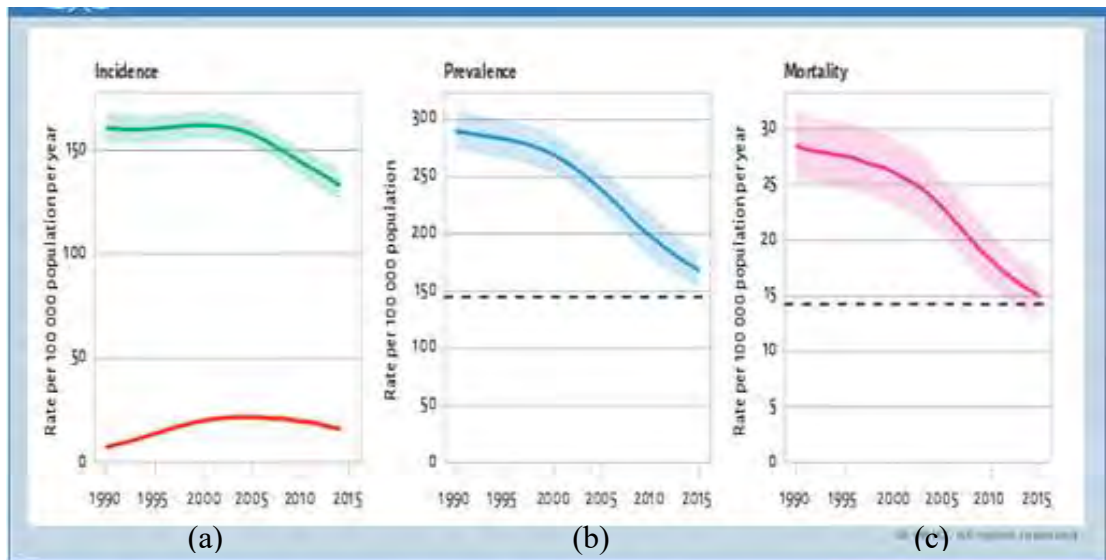 Incidence
Rate per 100 000 population per year
150
100
50
0
1990 1995 2000 2005 2010 2015
(a)
Prevalence
Rate per 100 000 population
300
250
200
150
100
50
0
1990 1995 2000 2005 2010 2015
(b)
Mortality
Rate per 100 000 population per year
30
25
20
15
10
5
0
1990 1995 2000 2005 2010 2015
(c)
All rights reserved